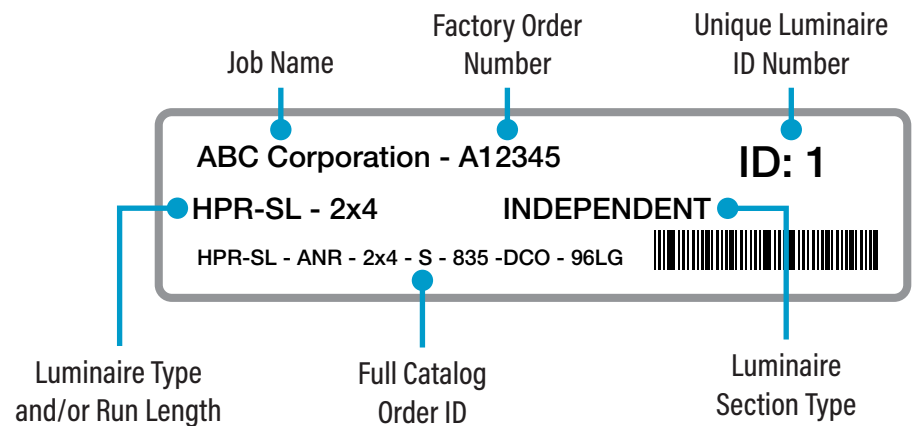 Job Name
Factory Order
Number
Unique Luminaire
ID Number
ABC Corporation - A12345
ID: 1
HPR-SL - 2x4
INDEPENDENT
HPR-SL - ANR - 2x4 - S - 835 -DCO - 96LG
Luminaire Type
and/or Run Length
Full Catalog
Order ID
Luminaire
Section Type